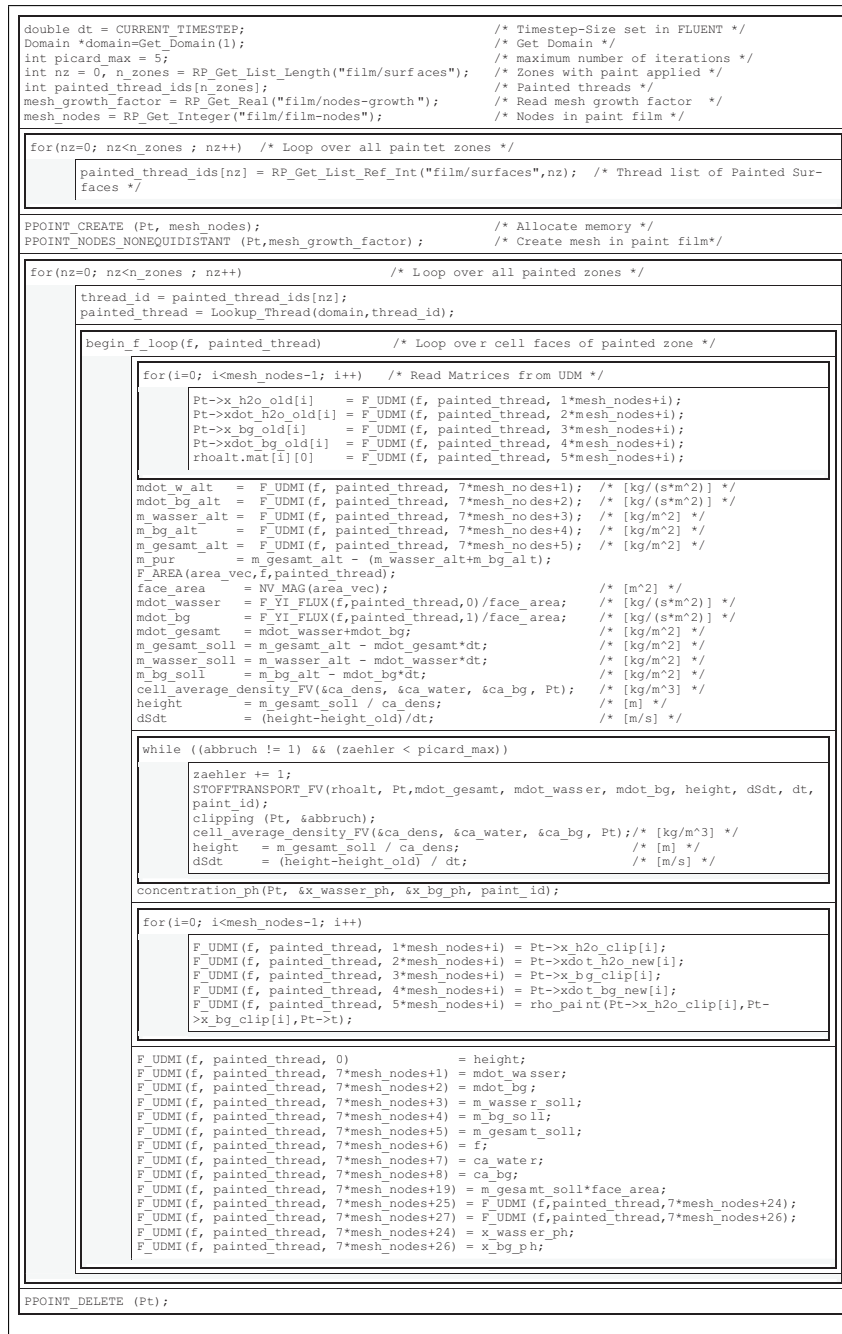 double dt = CURRENT_TIMESTEP; /* Timestep-Size set in FLUENT */
Domain *domain=Get_Domain(1); /* Get Domain */
int picard_max = 5; /* maximum number of iterations */
int nz = 0, n_zones = RP_Get_List_Length("film/surfaces"); /* Zones with paint applied */
int painted_thread_ids[n_zones]; /* Painted threads */
mesh_growth_factor = RP_Get_Real("film/nodes-growth"); /* Read mesh growth factor */
mesh_nodes = RP_Get_Integer("film/film-nodes"); /* Nodes in paint film */
for(nz=0; nz<n_zones ; nz++) /* Loop over all paintet zones */
painted_thread_ids[nz] = RP_Get_List_Ref_Int("film/surfaces",nz); /* Thread list of Painted Sur-
faces */
PPOINT_CREATE (Pt, mesh_nodes); /* Allocate memory */
PPOINT_NODES_NONEQUIDISTANT (Pt,mesh_growth_factor); /* Create mesh in paint film*/
for(nz=0; nz<n_zones ; nz++) /* Loop over all painted zones */
thread_id = painted_thread_ids[nz];
painted_thread = Lookup_Thread(domain,thread_id);
begin_f_loop(f, painted_thread) /* Loop over cell faces of painted zone */
for(i=0; i<mesh_nodes-1; i++) /* Read Matrices from UDM */
Pt->x_h2o_old[i] = F_UDMI(f, painted_thread, 1*mesh_nodes+i);
Pt->xdot_h2o_old[i] = F_UDMI(f, painted_thread, 2*mesh_nodes+i);
Pt->x_bg_old[i] = F_UDMI(f, painted_thread, 3*mesh_nodes+i);
Pt->xdot_bg_old[i] = F_UDMI(f, painted_thread, 4*mesh_nodes+i);
rhoalt.mat[i][0] = F_UDMI(f, painted_thread, 5*mesh_nodes+i);
mdot_w_alt = F_UDMI(f, painted_thread, 7*mesh_nodes+1); /* [kg/(s*m^2)] */
mdot_bg_alt = F_UDMI(f, painted_thread, 7*mesh_nodes+2); /* [kg/(s*m^2)] */
m_wasser_alt = F_UDMI(f, painted_thread, 7*mesh_nodes+3); /* [kg/m^2] */
m_bg_alt = F_UDMI(f, painted_thread, 7*mesh_nodes+4); /* [kg/m^2] */
m_gesamt_alt = F_UDMI(f, painted_thread, 7*mesh_nodes+5); /* [kg/m^2] */
m_pur = m_gesamt_alt - (m_wasser_alt+m_bg_alt);
F_AREA(area_vec,f,painted_thread);
face_area = NV_MAG(area_vec); /* [m^2] */
mdot_wasser = F_YI_FLUX(f,painted_thread,0)/face_area; /* [kg/(s*m^2)] */
mdot_bg = F_YI_FLUX(f,painted_thread,1)/face_area; /* [kg/(s*m^2)] */
mdot_gesamt = mdot_wasser+mdot_bg; /* [kg/m^2] */
m_gesamt_soll = m_gesamt_alt - mdot_gesamt*dt; /* [kg/m^2] */
m_wasser_soll = m_wasser_alt - mdot_wasser*dt; /* [kg/m^2] */
m_bg_soll = m_bg_alt - mdot_bg*dt; /* [kg/m^2] */
cell_average_density_FV(&ca_dens, &ca_water, &ca_bg, Pt); /* [kg/m^3] */
height = m_gesamt_soll / ca_dens; /* [m] */
dSdt = (height-height_old)/dt; /* [m/s] */
while ((abbruch != 1) && (zaehler < picard_max))
zaehler += 1;
STOFFTRANSPORT_FV(rhoalt, Pt,mdot_gesamt, mdot_wasser, mdot_bg, height, dSdt, dt,
paint_id);
clipping (Pt, &abbruch);
cell_average_density_FV(&ca_dens, &ca_water, &ca_bg, Pt);/* [kg/m^3] */
height = m_gesamt_soll / ca_dens; /* [m] */
dSdt = (height-height_old) / dt; /* [m/s] */
concentration_ph(Pt, &x_wasser_ph, &x_bg_ph, paint_id);
for(i=0; i<mesh_nodes-1; i++)
F_UDMI(f, painted_thread, 1*mesh_nodes+i) = Pt->x_h2o_clip[i];
F_UDMI(f, painted_thread, 2*mesh_nodes+i) = Pt->xdot_h2o_new[i];
F_UDMI(f, painted_thread, 3*mesh_nodes+i) = Pt->x_bg_clip[i];
F_UDMI(f, painted_thread, 4*mesh_nodes+i) = Pt->xdot_bg_new[i];
F_UDMI(f, painted_thread, 5*mesh_nodes+i) = rho_paint(Pt->x_h2o_clip[i],Pt-
>x_bg_clip[i],Pt->t);
F_UDMI(f, painted_thread, 0) = height;
F_UDMI(f, painted_thread, 7*mesh_nodes+1) = mdot_wasser;
F_UDMI(f, painted_thread, 7*mesh_nodes+2) = mdot_bg;
F_UDMI(f, painted_thread, 7*mesh_nodes+3) = m_wasser_soll;
F_UDMI(f, painted_thread, 7*mesh_nodes+4) = m_bg_soll;
F_UDMI(f, painted_thread, 7*mesh_nodes+5) = m_gesamt_soll;
F_UDMI(f, painted_thread, 7*mesh_nodes+6) = f;
F_UDMI(f, painted_thread, 7*mesh_nodes+7) = ca_water;
F_UDMI(f, painted_thread, 7*mesh_nodes+8) = ca_bg;
F_UDMI(f, painted_thread, 7*mesh_nodes+19) = m_gesamt_soll*face_area;
F_UDMI(f, painted_thread, 7*mesh_nodes+25) = F_UDMI(f,painted_thread,7*mesh_nodes+24);
F_UDMI(f, painted_thread, 7*mesh_nodes+27) = F_UDMI(f,painted_thread,7*mesh_nodes+26);
F_UDMI(f, painted_thread, 7*mesh_nodes+24) = x_wasser_ph;
F_UDMI(f, painted_thread, 7*mesh_nodes+26) = x_bg_ph;
PPOINT_DELETE (Pt);